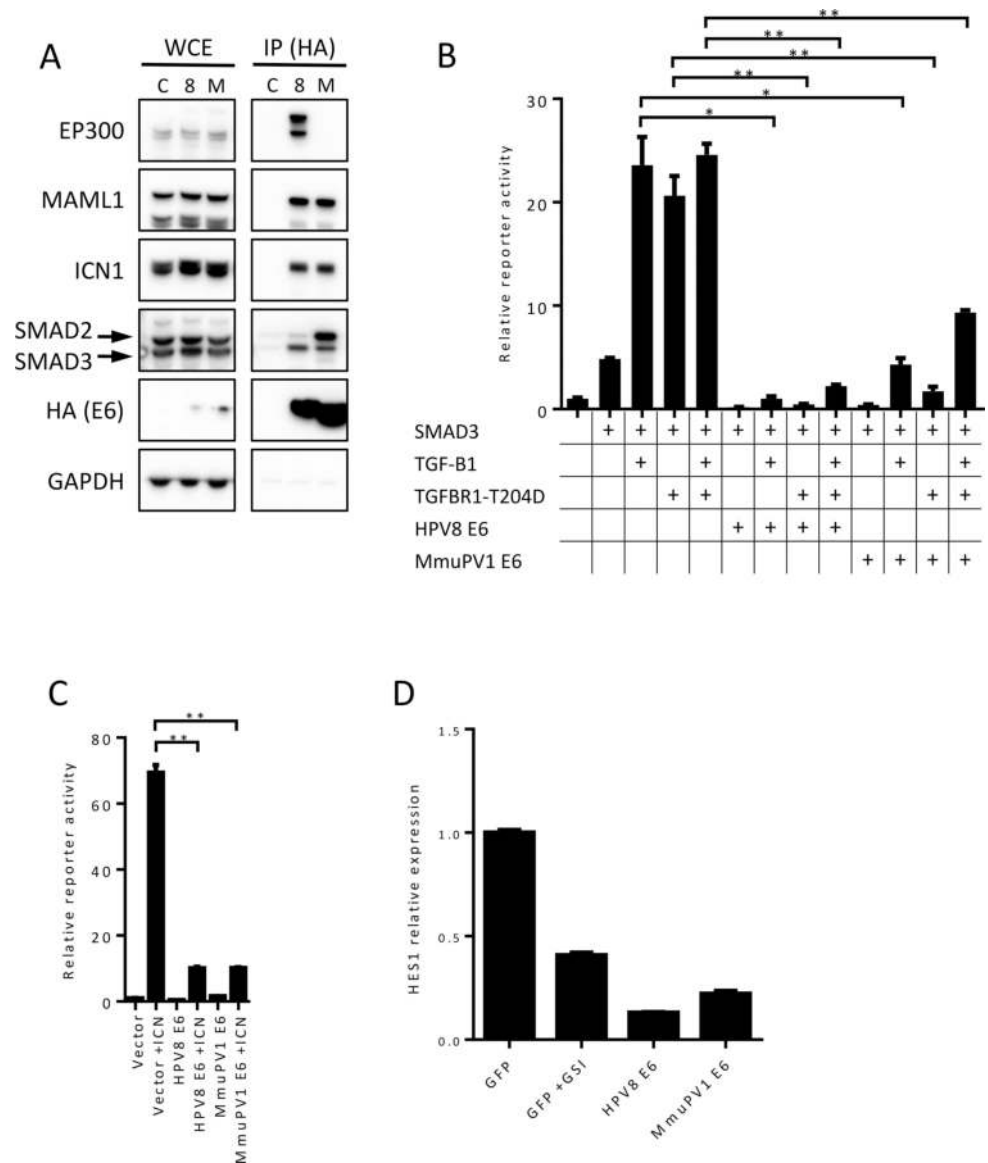 A
WCE IP (HA)
C 8 M C 8 M
EP300
MAML1
ICN1
SMAD2
SMAD3
HA (E6)
GAPDH
B
**
**
**
**
*
*
Relative reporter activity
30
20
10
0
SMAD3 + + + + + + + + + + + +
TGF-B1 + + + + + +
TGFBR1-T204D + + + + + +
HPV8 E6 + + + +
MmuPV1 E6 + + + +
C
**
**
Relative reporter activity
80
60
40
20
0
Vector
Vector +ICN
HPV8 E6
HPV8 E6 +ICN
MmuPV1 E6
MmuPV1 E6 +ICN
D
HES1 relative expression
1.5
1.0
0.5
0.0
GFP
GFP +GSI
HPV8 E6
MmuPV1 E6